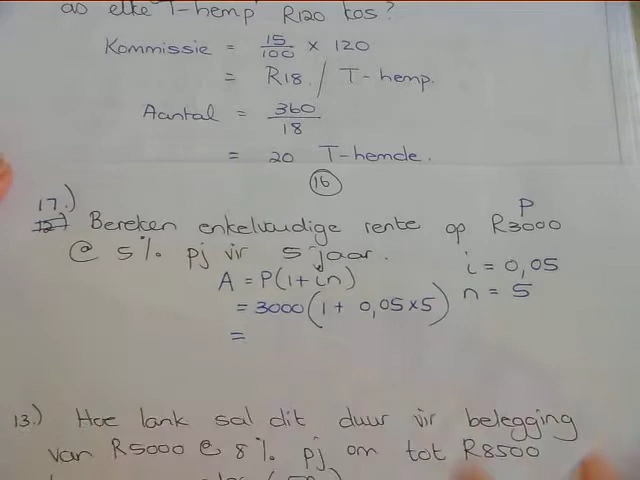 as elke T-hemp R120 kos?
Kommissie = 15/100 × 120
= R18 / T-hemp.
Aantal = 360/18
= 20 T-hemde.
16
17.)
12) Bereken enkelvoudige rente op R3000 P
@ 5% pj vir 5 jaar.
A = P(1+in) i = 0,05
= 3000(1 + 0,05×5) n = 5
=
13.) Hoe lank sal dit duur vir belegging
van R5000 @ 8% pj om tot R8500